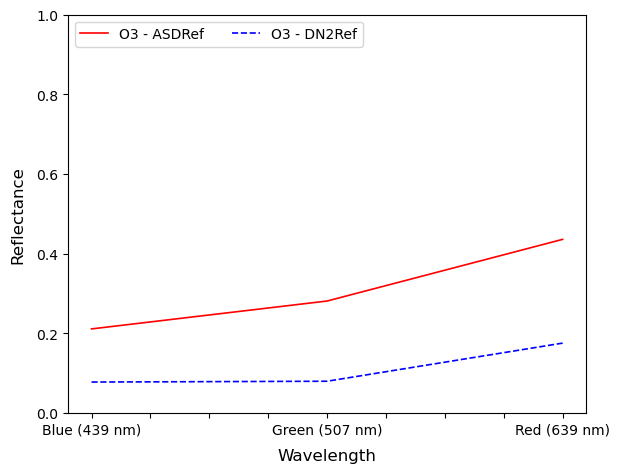 O3 - ASDRef
O3 - DN2Ref
Reflectance
1.0
0.8
0.6
0.4
0.2
0.0
Blue (439 nm)
Green (507 nm)
Red (639 nm)
Wavelength